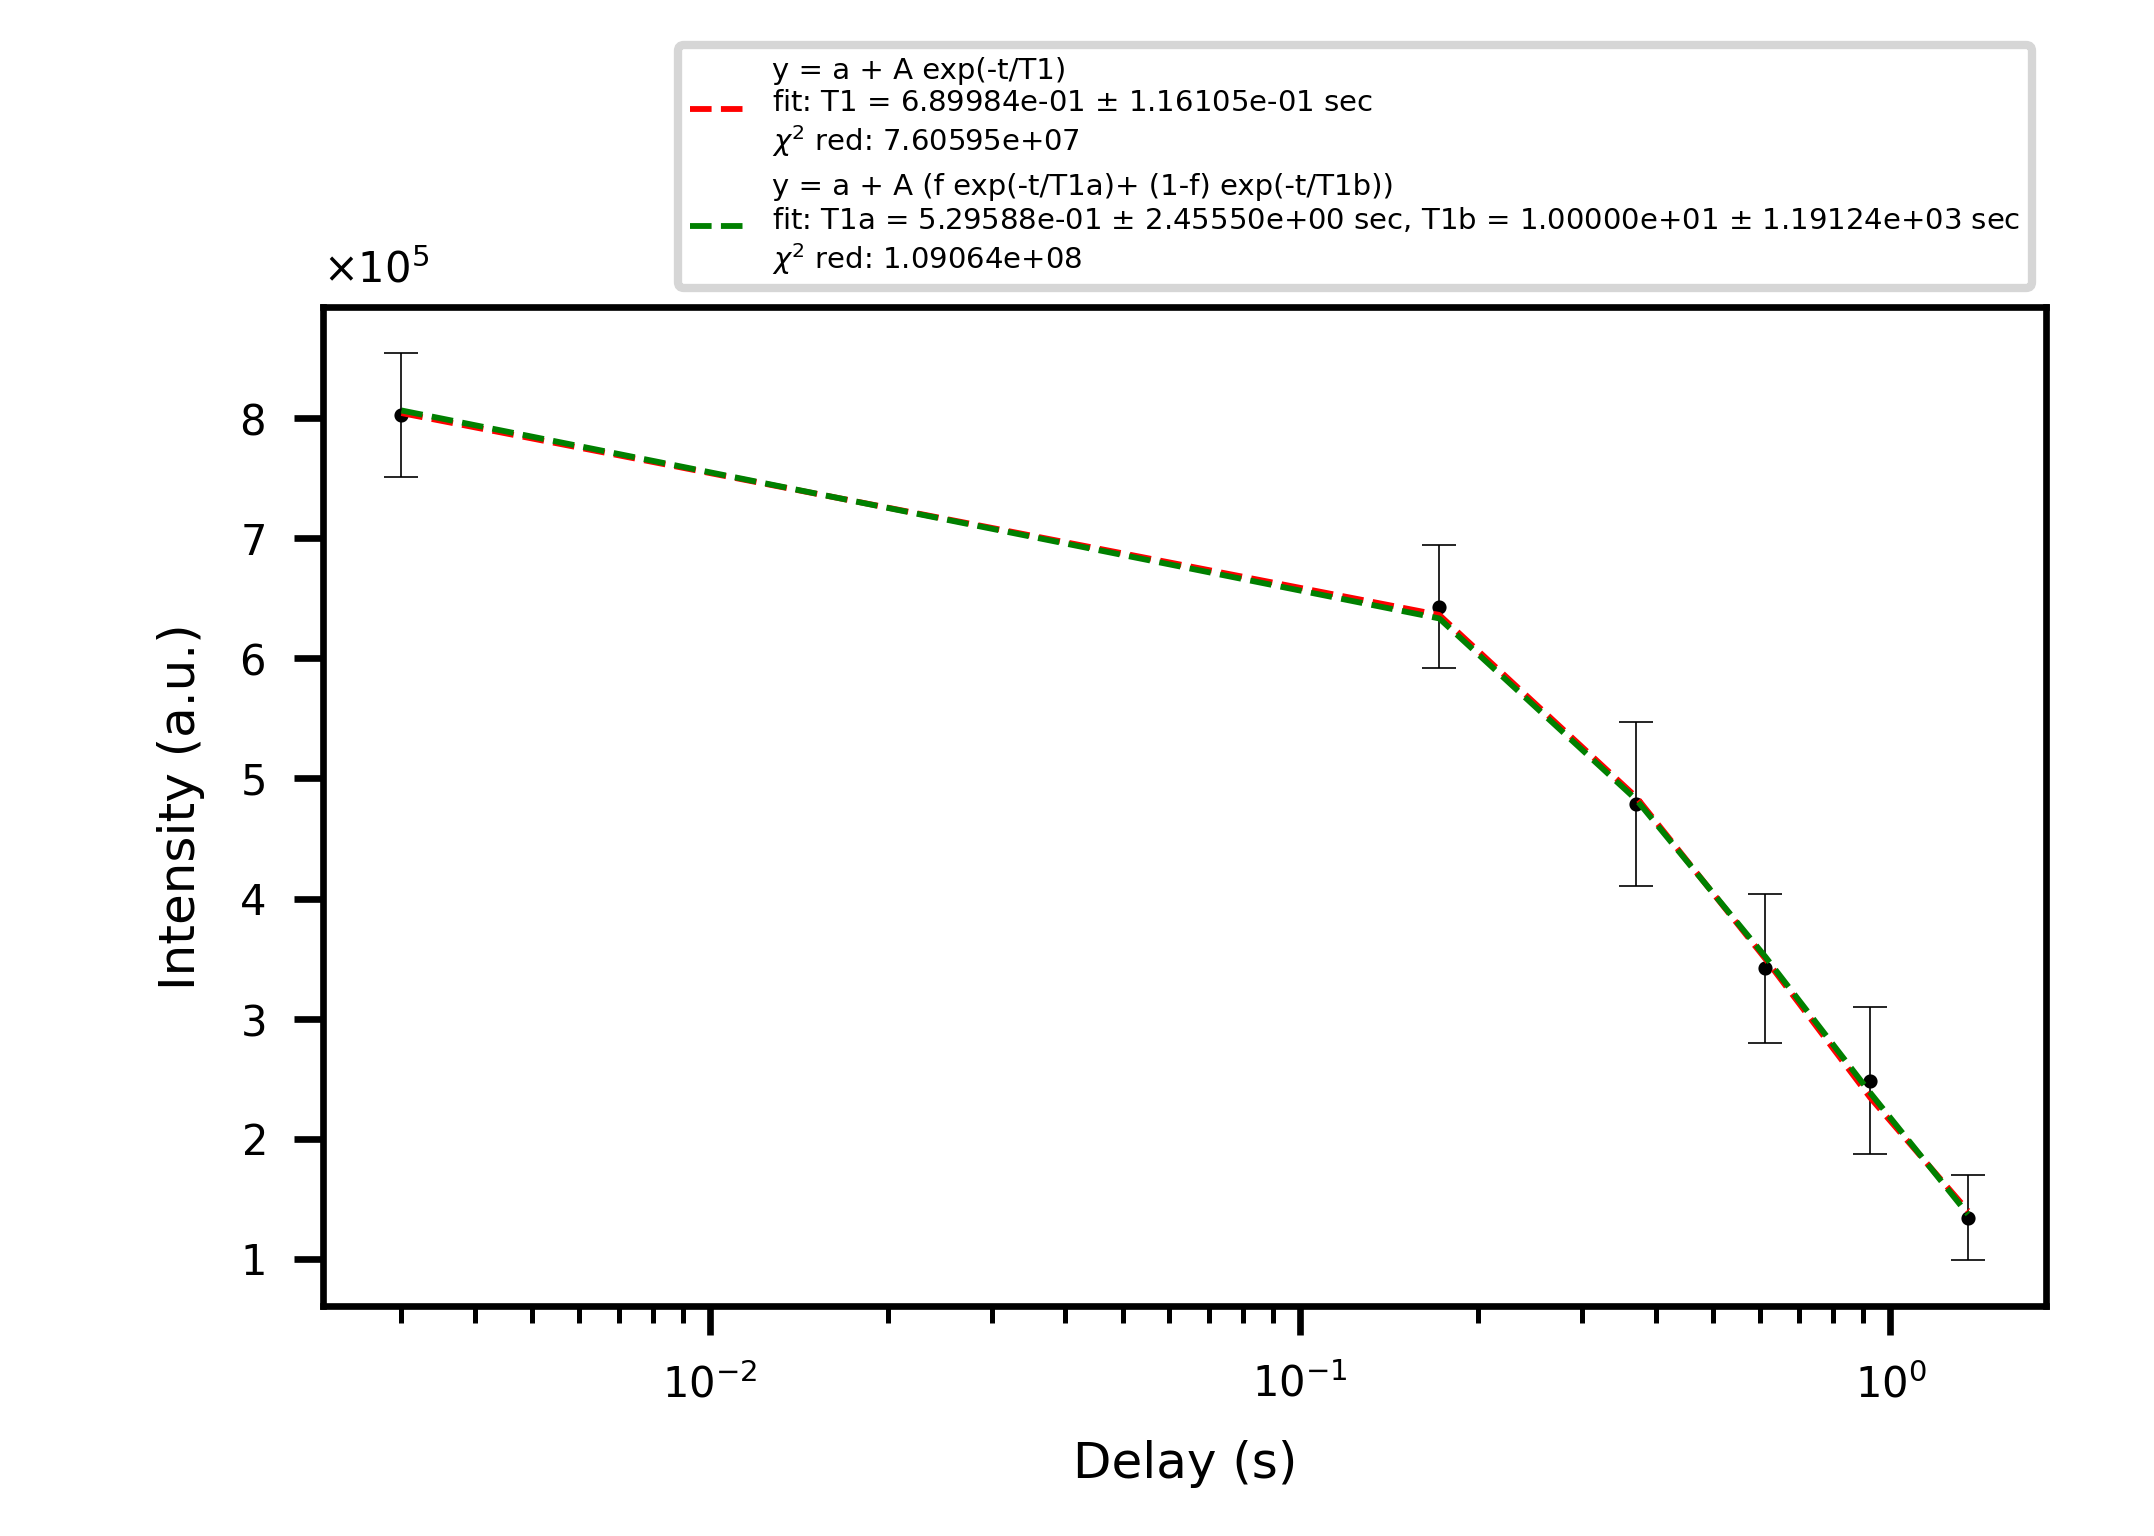 y = a + A exp(-t/T1)
fit: T1 = 6.89984e-01 ± 1.16105e-01 sec
χ² red: 7.60595e+07
y = a + A (f exp(-t/T1a)+ (1-f) exp(-t/T1b))
fit: T1a = 5.29588e-01 ± 2.45550e+00 sec, T1b = 1.00000e+01 ± 1.19124e+03 sec
χ² red: 1.09064e+08
×10⁵
8
7
6
5
4
3
2
1
Intensity (a.u.)
10⁻² 10⁻¹ 10⁰
Delay (s)